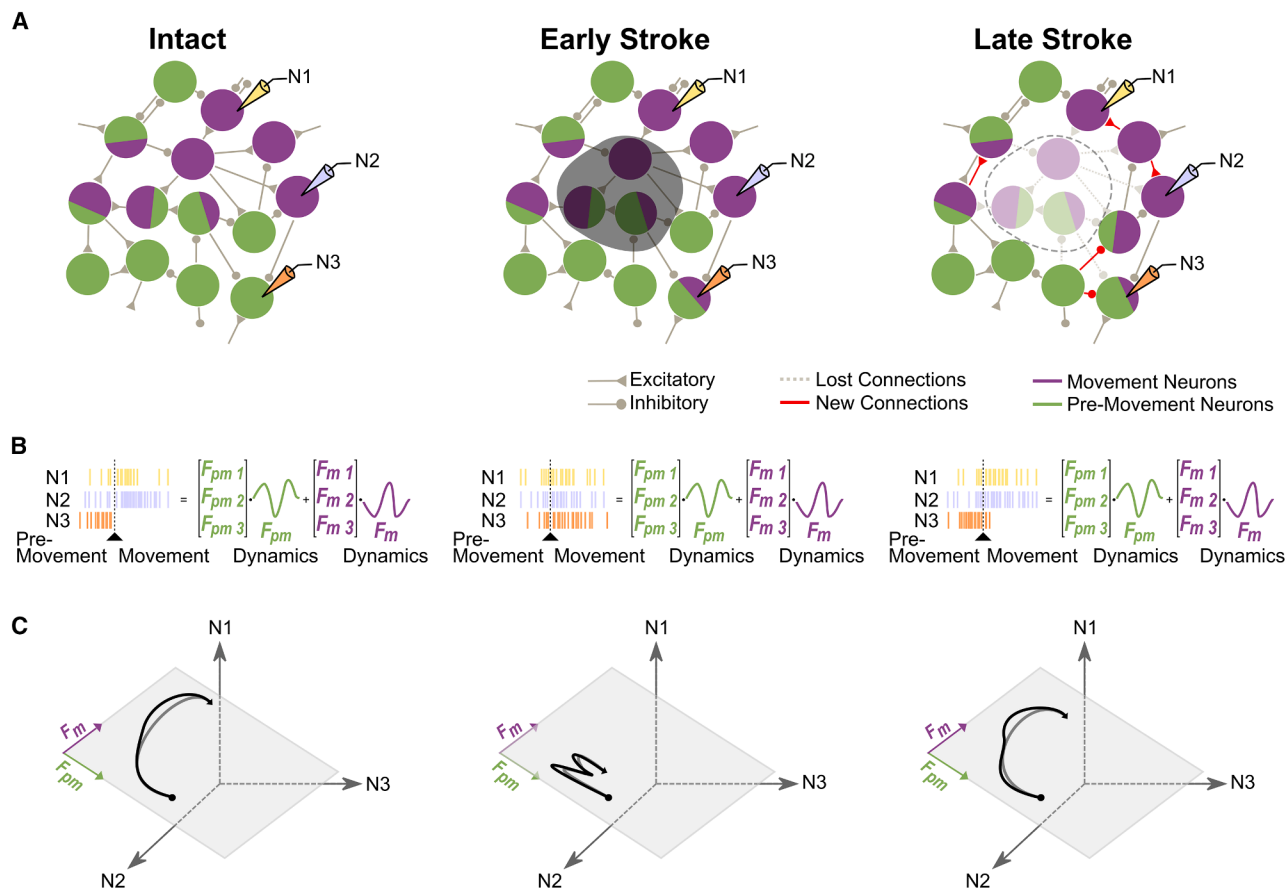 A
Intact
Early Stroke
Late Stroke
N1
N2
N3
N1
N2
N3
N1
N2
N3
Excitatory
Inhibitory
Lost Connections
New Connections
Movement Neurons
Pre-Movement Neurons
B
N1
N2
N3
Pre-
Movement Movement
=
Fpm 1
Fpm 2
Fpm 3
·
Fpm
Dynamics
+
Fm 1
Fm 2
Fm 3
·
Fm
Dynamics
N1
N2
N3
Pre-
Movement Movement
=
Fpm 1
Fpm 2
Fpm 3
·
Fpm
Dynamics
+
Fm 1
Fm 2
Fm 3
·
Fm
Dynamics
N1
N2
N3
Pre-
Movement Movement
=
Fpm 1
Fpm 2
Fpm 3
·
Fpm
Dynamics
+
Fm 1
Fm 2
Fm 3
·
Fm
Dynamics
C
N1
Fm
Fpm
N3
N2
N1
Fm
Fpm
N3
N2
N1
Fm
Fpm
N3
N2